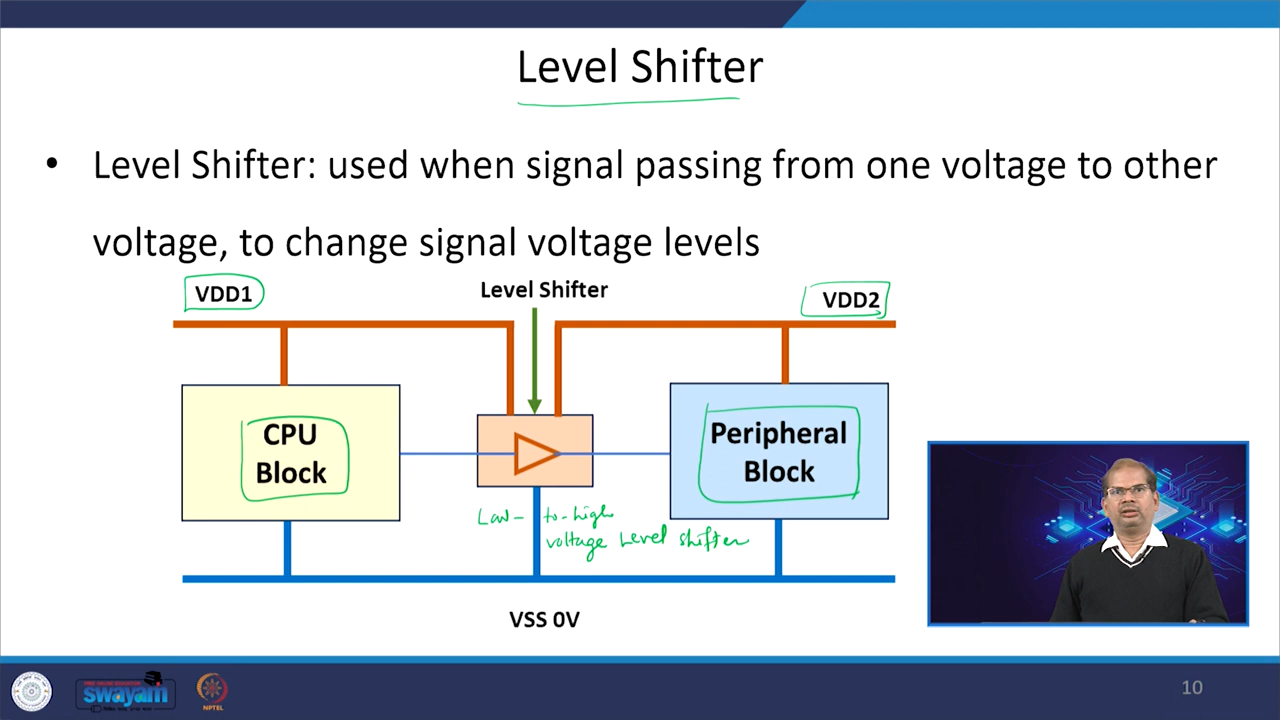 Level Shifter
• Level Shifter: used when signal passing from one voltage to other
voltage, to change signal voltage levels
VDD1
Level Shifter
VDD2
CPU
Block
Peripheral
Block
Low- to-high
voltage Level shifter
VSS 0V
swayam
NPTEL
10